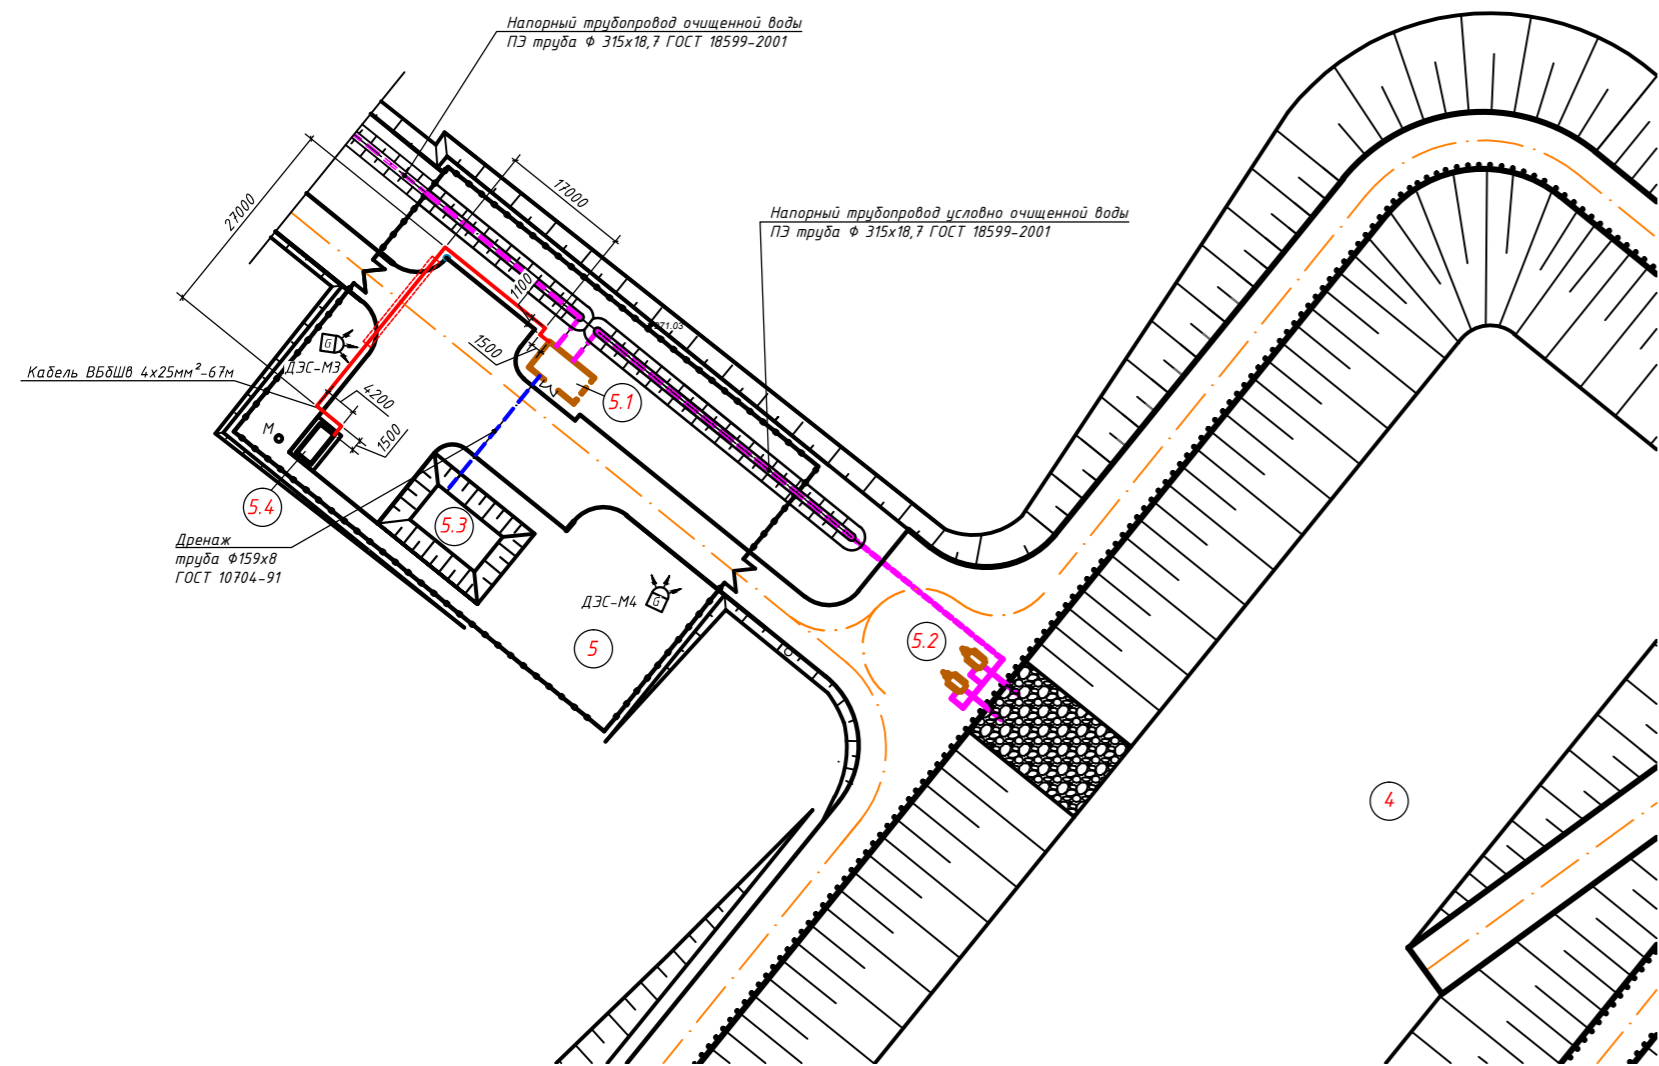 Напорный трубопровод очищенной воды
ПЭ труба Ф 315х18,7 ГОСТ 18599-2001
17000
27000
Напорный трубопровод условно очищенной воды
ПЭ труба Ф 315х18,7 ГОСТ 18599-2001
1100
1500
G
ДЭС-М3
Кабель ВБбШв 4х25мм²-67м
4200
5.1
М
1500
5.4
5.3
Дренаж
труба Ф159х8
ГОСТ 10704-91
ДЭС-М4
G
5
5.2
4